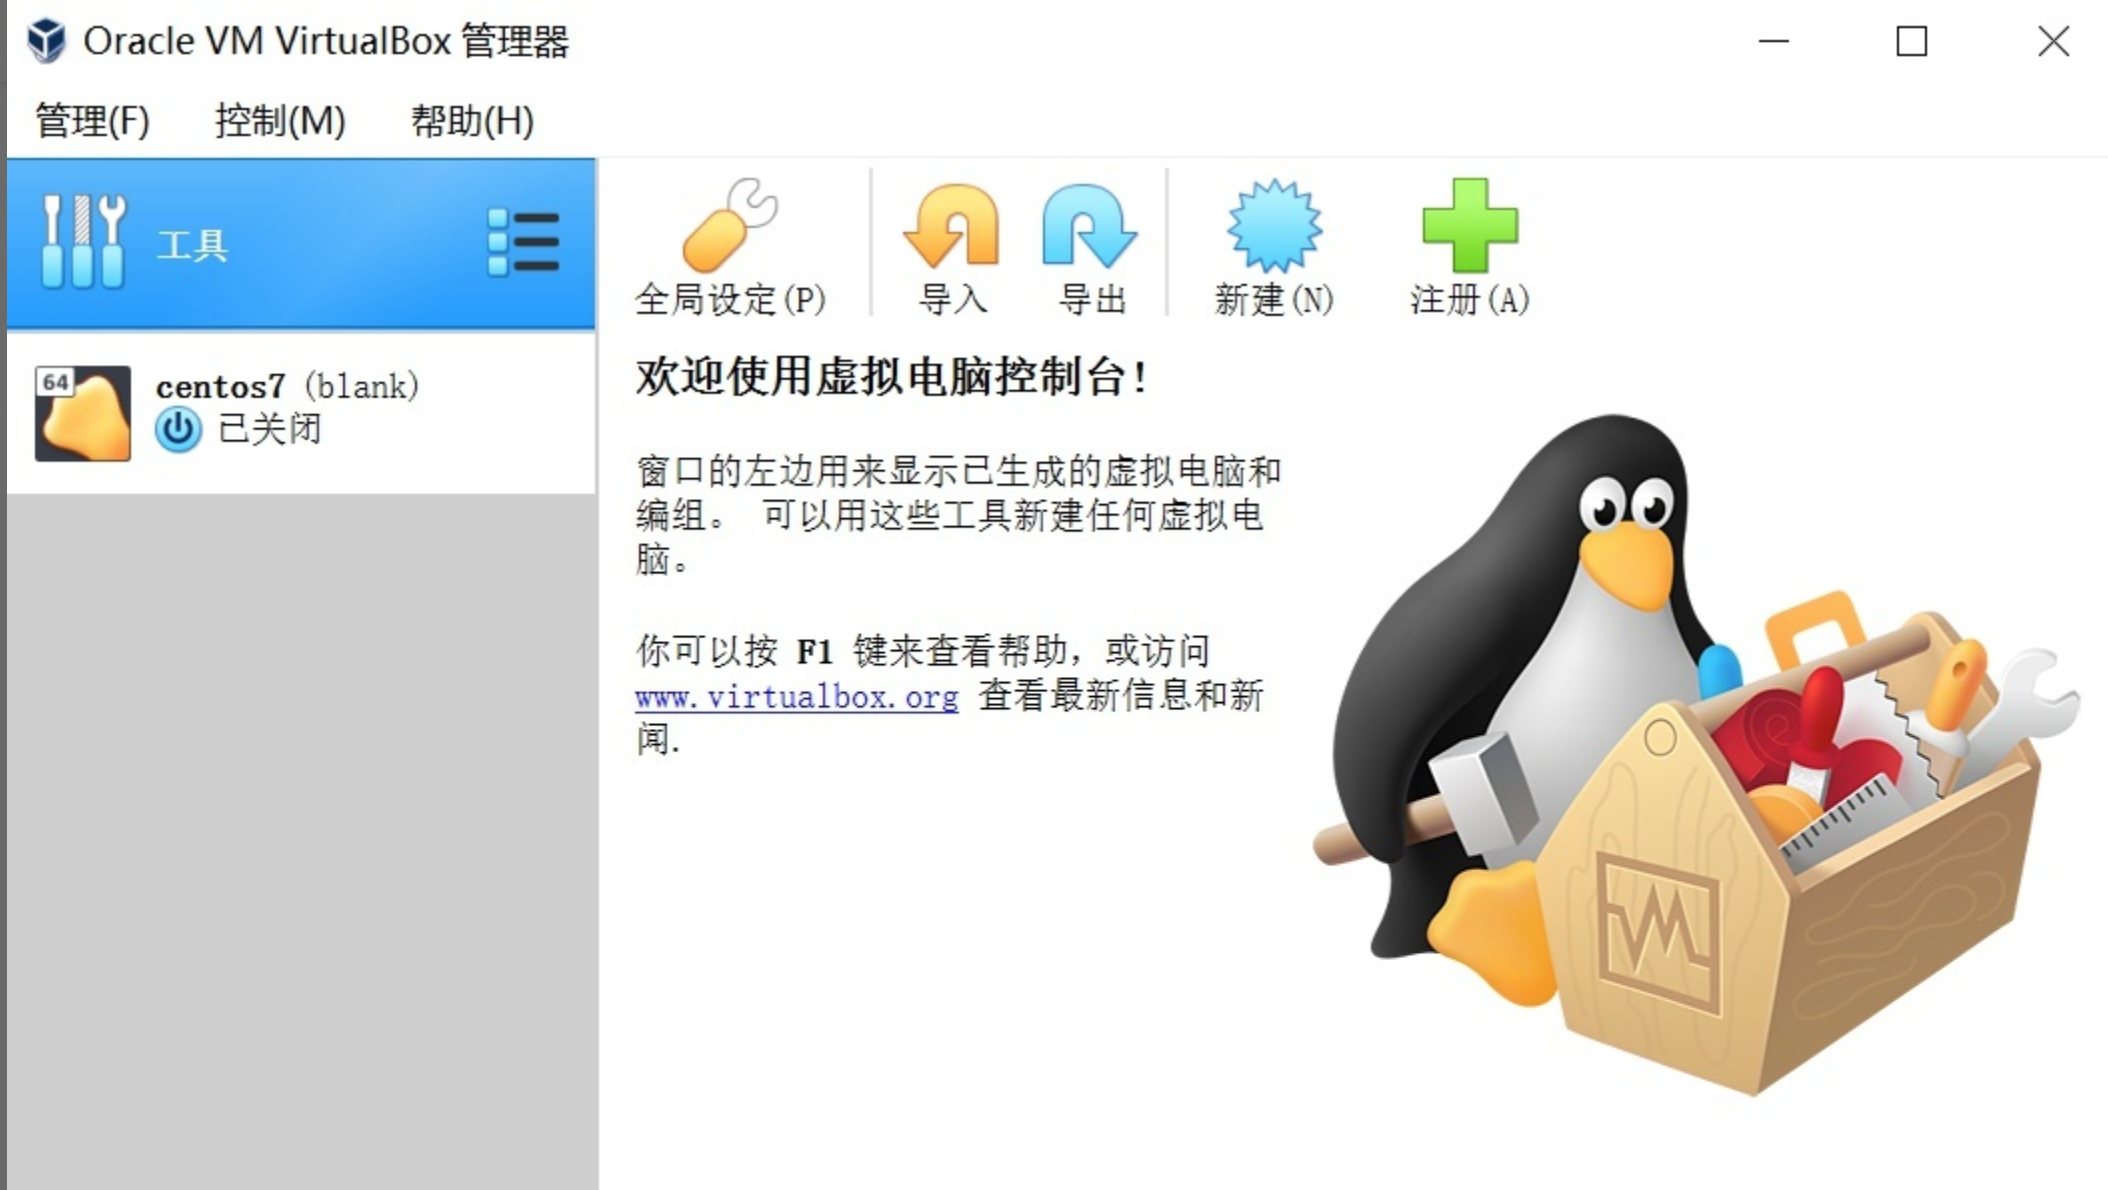 Oracle VM VirtualBox 管理器
管理(F) 控制(M) 帮助(H)
工具
全局设定(P) 导入 导出 新建(N) 注册(A)
64
centos7 (blank)
已关闭
欢迎使用虚拟电脑控制台!
窗口的左边用来显示已生成的虚拟电脑和
编组。 可以用这些工具新建任何虚拟电
脑。
你可以按 F1 键来查看帮助，或访问
www.virtualbox.org 查看最新信息和新
闻.
VM